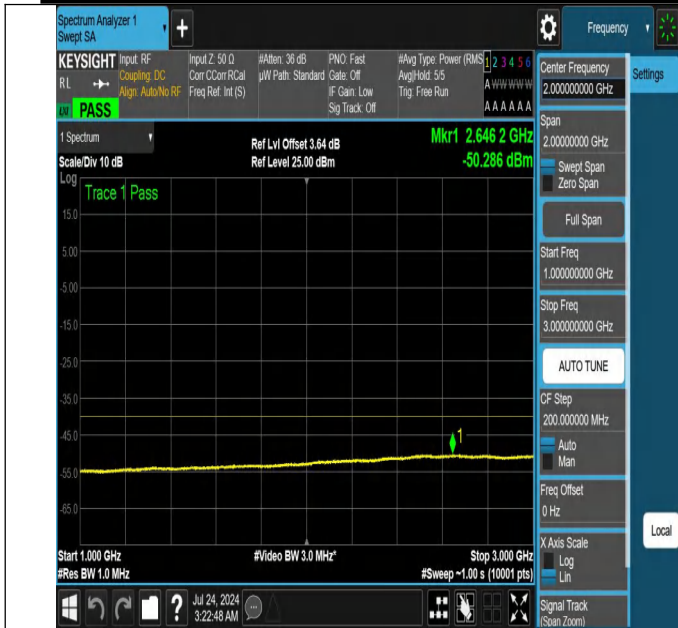 Spectrum Analyzer 1
Swept SA
+
Frequency
KEYSIGHT
RL
LXI PASS
Input: RF
Coupling: DC
Align: Auto/No RF
Input Z: 50 Ω
Corr CCorr RCal
Freq Ref: Int (S)
#Atten: 36 dB
µW Path: Standard
PNO: Fast
Gate: Off
IF Gain: Low
Sig Track: Off
#Avg Type: Power (RMS
Avg|Hold: 5/5
Trig: Free Run
1 2 3 4 5 6
A W W W W W
A A A A A A
1 Spectrum
Scale/Div 10 dB
Log
Ref Lvl Offset 3.64 dB
Ref Level 25.00 dBm
Mkr1 2.646 2 GHz
-50.286 dBm
Trace 1 Pass
15.0
5.00
-5.00
-15.0
-25.0
-35.0
-45.0
-55.0
-65.0
1
Start 1.000 GHz
#Res BW 1.0 MHz
#Video BW 3.0 MHz*
Stop 3.000 GHz
#Sweep ~1.00 s (10001 pts)
Jul 24, 2024
3:22:48 AM
Center Frequency
2.00000000 GHz
Settings
Span
2.00000000 GHz
Swept Span
Zero Span
Full Span
Start Freq
1.000000000 GHz
Stop Freq
3.000000000 GHz
AUTO TUNE
CF Step
200.000000 MHz
Auto
Man
Freq Offset
0 Hz
X Axis Scale
Log
Lin
Local
Signal Track
(Span Zoom)